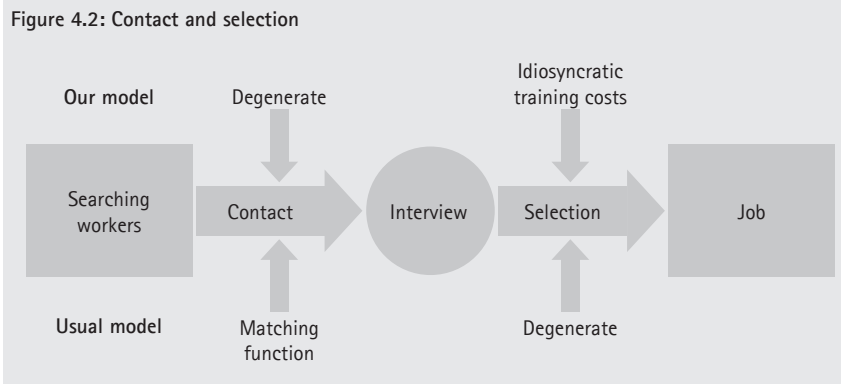 Figure 4.2: Contact and selection
Our model
Degenerate
Idiosyncratic
training costs
Searching
workers
Contact
Interview
Selection
Job
Usual model
Matching
function
Degenerate